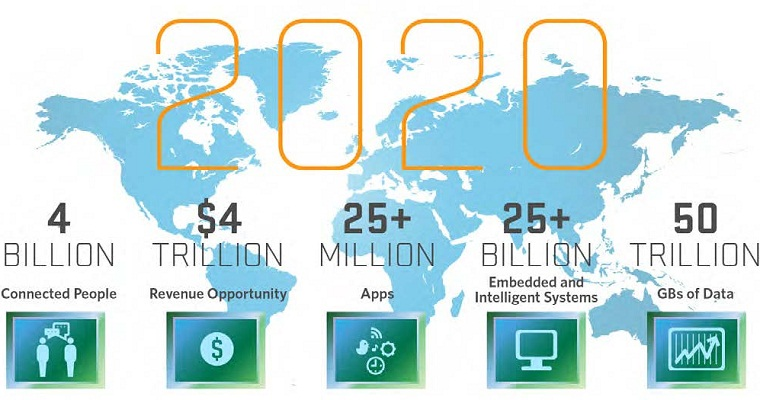 2020
4
BILLION
Connected People
$4
TRILLION
Revenue Opportunity
25+
MILLION
Apps
25+
BILLION
Embedded and
Intelligent Systems
50
TRILLION
GBs of Data
$